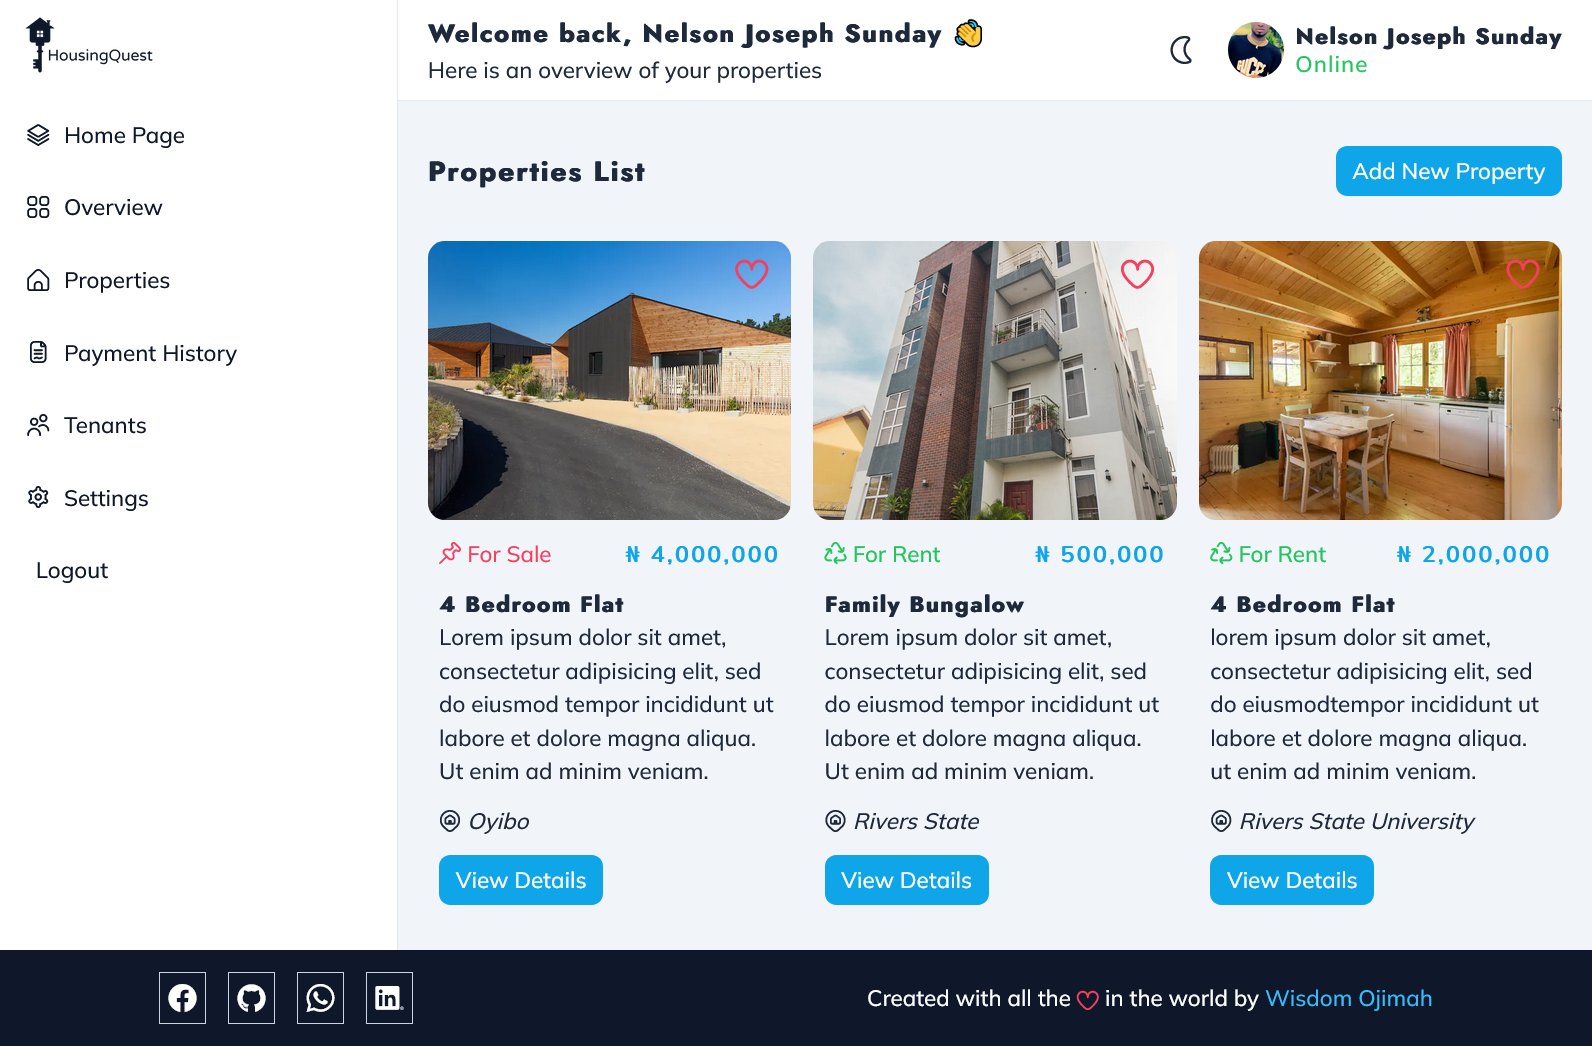 HousingQuest
Home Page
Overview
Properties
Payment History
Tenants
Settings
Logout
Welcome back, Nelson Joseph Sunday 👏
Here is an overview of your properties
Nelson Joseph Sunday
Online
Properties List
Add New Property
For Sale
₦ 4,000,000
4 Bedroom Flat
Lorem ipsum dolor sit amet,
consectetur adipisicing elit, sed
do eiusmod tempor incididunt ut
labore et dolore magna aliqua.
Ut enim ad minim veniam.
Oyibo
View Details
For Rent
₦ 500,000
Family Bungalow
Lorem ipsum dolor sit amet,
consectetur adipisicing elit, sed
do eiusmod tempor incididunt ut
labore et dolore magna aliqua.
Ut enim ad minim veniam.
Rivers State
View Details
For Rent
₦ 2,000,000
4 Bedroom Flat
lorem ipsum dolor sit amet,
consectetur adipisicing elit, sed
do eiusmodtempor incididunt ut
labore et dolore magna aliqua.
ut enim ad minim veniam.
Rivers State University
View Details
Created with all the in the world by Wisdom Ojimah